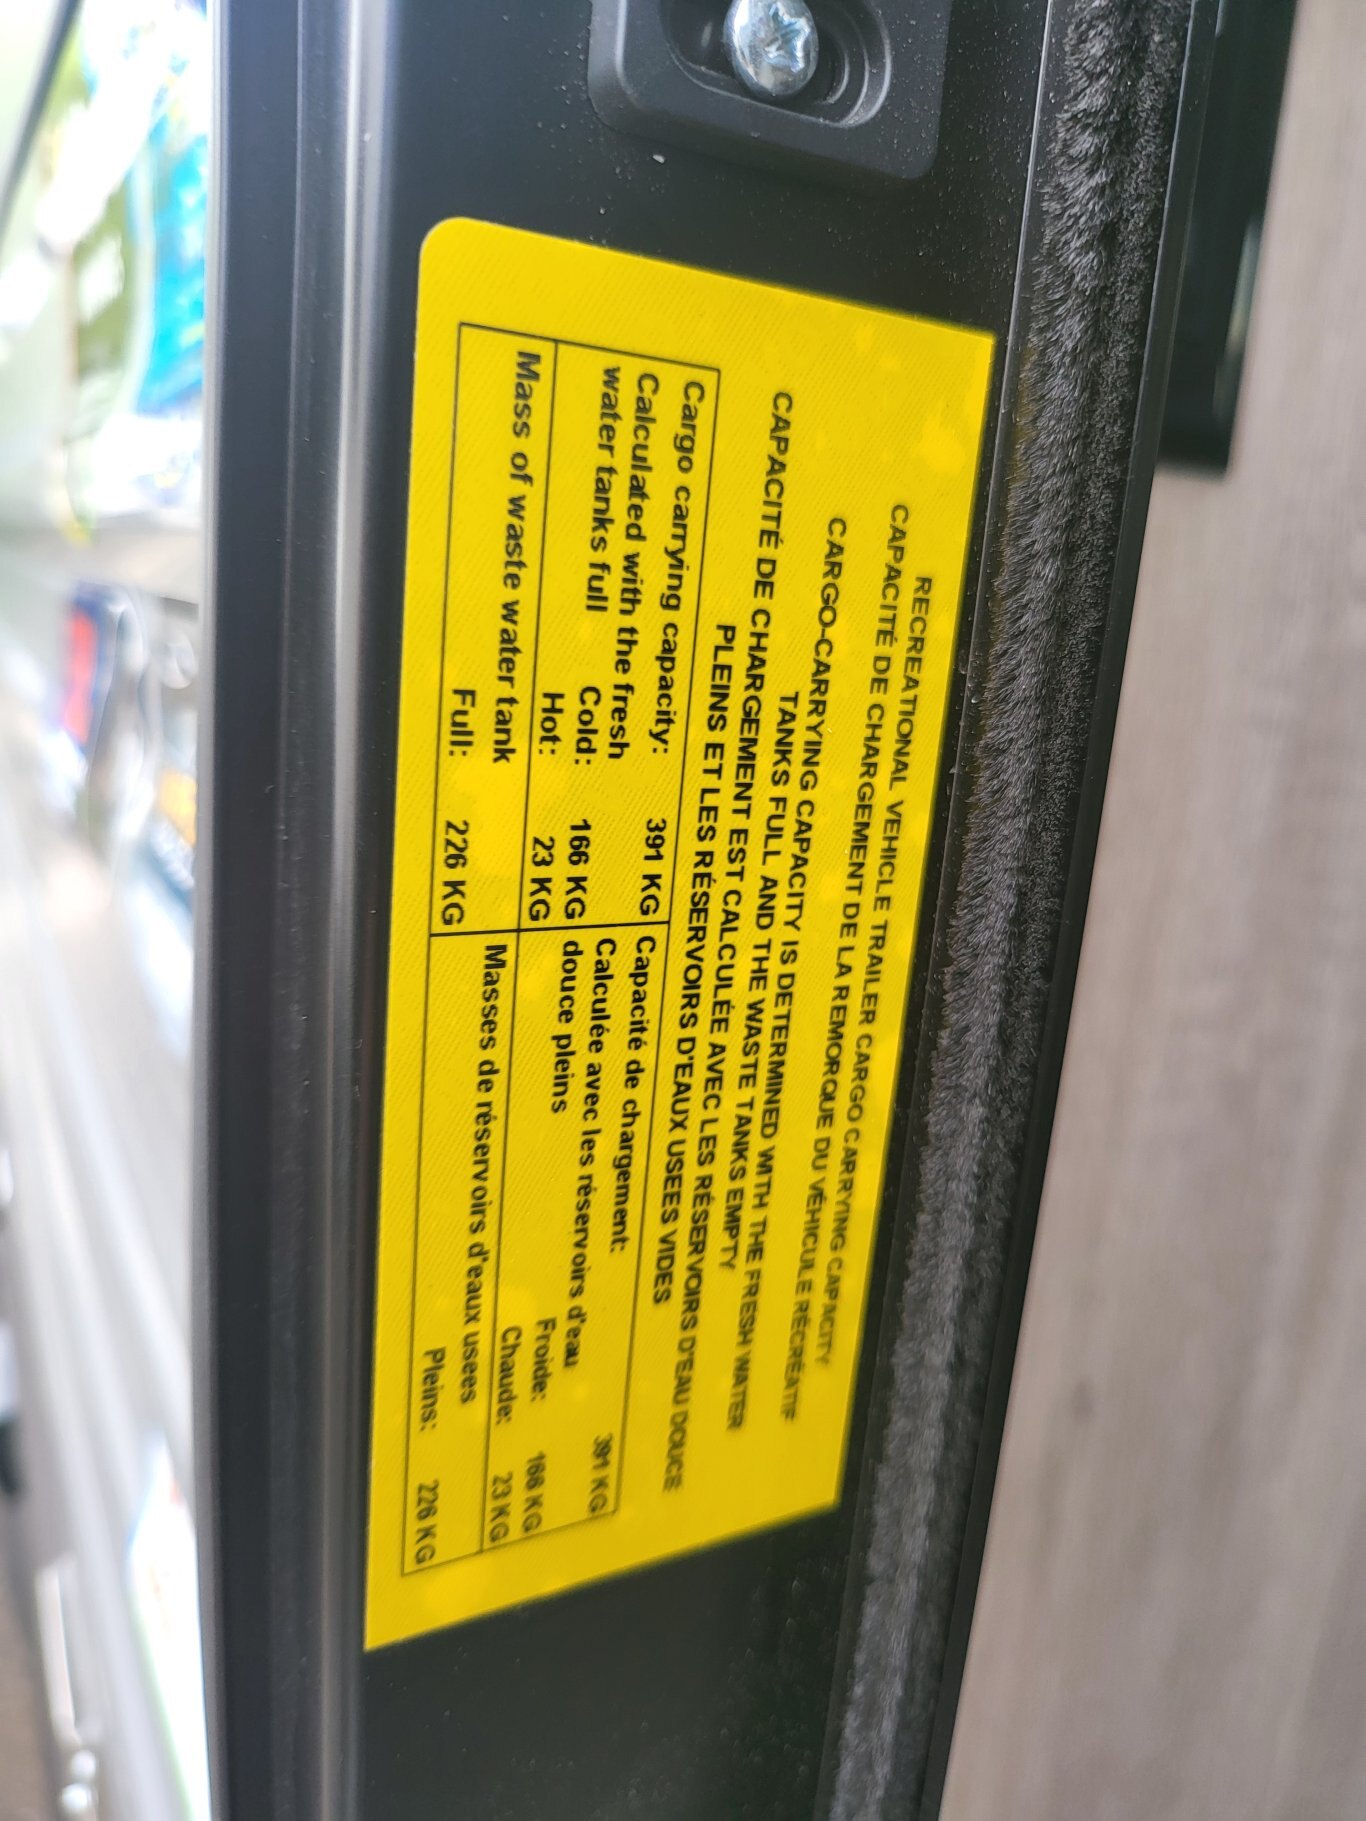 RECREATIONAL VEHICLE TRAILER CARGO CARRYING CAPACITY
CAPACITÉ DE CHARGEMENT DE LA REMORQUE DU VÉHICULE RÉCRÉATIF
CARGO-CARRYING CAPACITY IS DETERMINED WITH THE FRESH WATER
TANKS FULL AND THE WASTE TANKS EMPTY
CAPACITÉ DE CHARGEMENT EST CALCULÉE AVEC LES RÉSERVOIRS D'EAU DOUCE
PLEINS ET LES RÉSERVOIRS D'EAUX USEES VIDES
Cargo carrying capacity: 391 KG
Calculated with the fresh
water tanks full Cold: 166 KG
Hot: 23 KG
Mass of waste water tank
Full: 226 KG
Capacité de chargement: 391 KG
Calculée avec les réservoirs d'eau
douce pleins Froide: 166 KG
Chaude: 23 KG
Masses de réservoirs d'eaux usees
Pleins: 226 KG